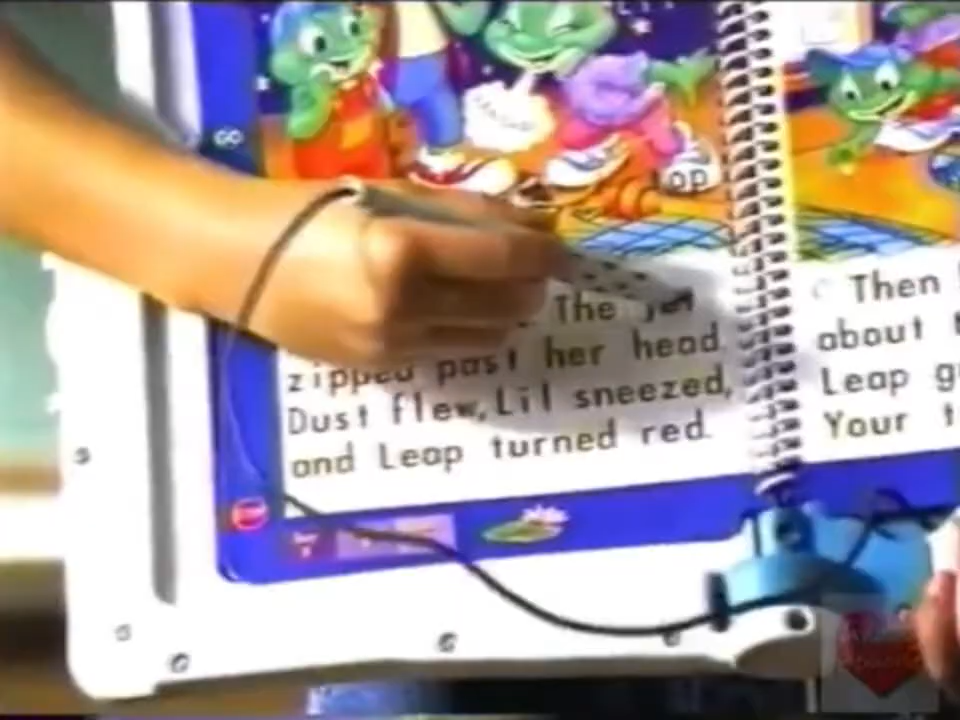 GO
op
The
zipped past her head
Dust flew, Lil sneezed,
and Leap turned red.
Then
about
Leap
Your